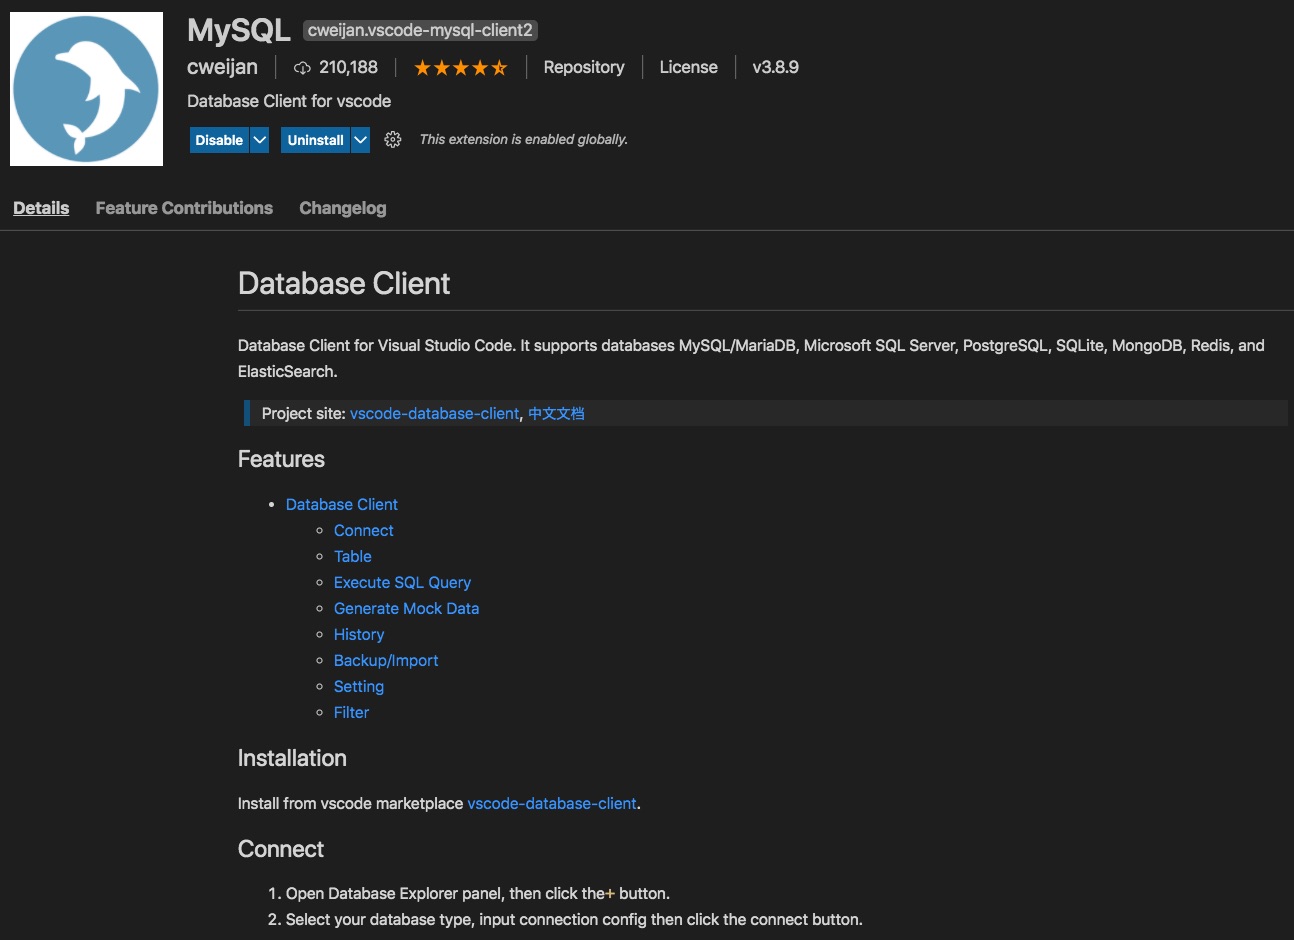 MySQL cweijan.vscode-mysql-client2
cweijan 210,188 Repository License v3.8.9
Database Client for vscode
Disable Uninstall This extension is enabled globally.
Details Feature Contributions Changelog
Database Client
Database Client for Visual Studio Code. It supports databases MySQL/MariaDB, Microsoft SQL Server, PostgreSQL, SQLite, MongoDB, Redis, and
ElasticSearch.
Project site: vscode-database-client, 中文文档
Features
• Database Client
◦ Connect
◦ Table
◦ Execute SQL Query
◦ Generate Mock Data
◦ History
◦ Backup/Import
◦ Setting
◦ Filter
Installation
Install from vscode marketplace vscode-database-client.
Connect
1. Open Database Explorer panel, then click the+ button.
2. Select your database type, input connection config then click the connect button.